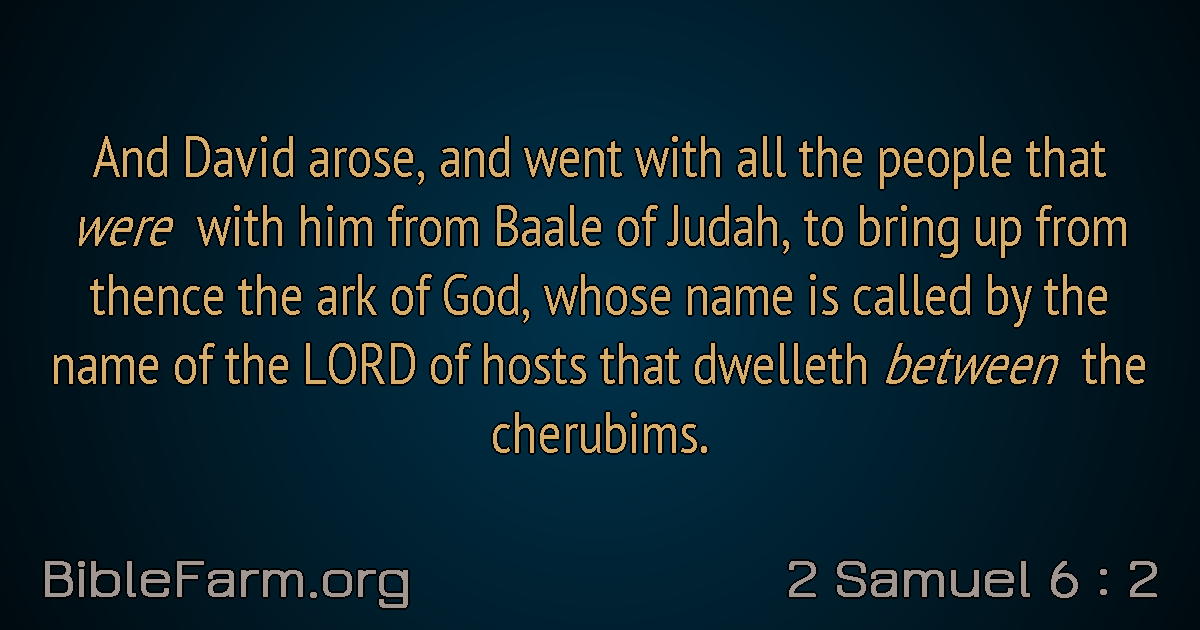 And David arose, and went with all the people that
were with him from Baale of Judah, to bring up from
thence the ark of God, whose name is called by the
name of the LORD of hosts that dwelleth between the
cherubims.
BibleFarm.org
2 Samuel 6 : 2